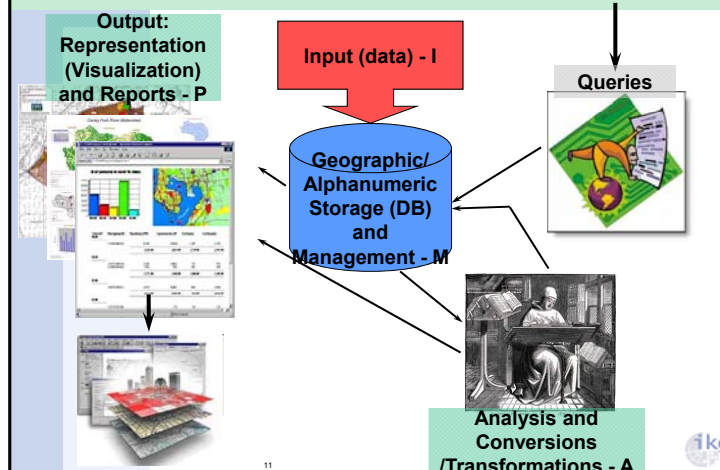 Output:
Representation
(Visualization)
and Reports - P
Input (data) - I
Queries
Geographic/
Alphanumeric
Storage (DB)
and
Management - M
Analysis and
Conversions
/Transformations - A
11